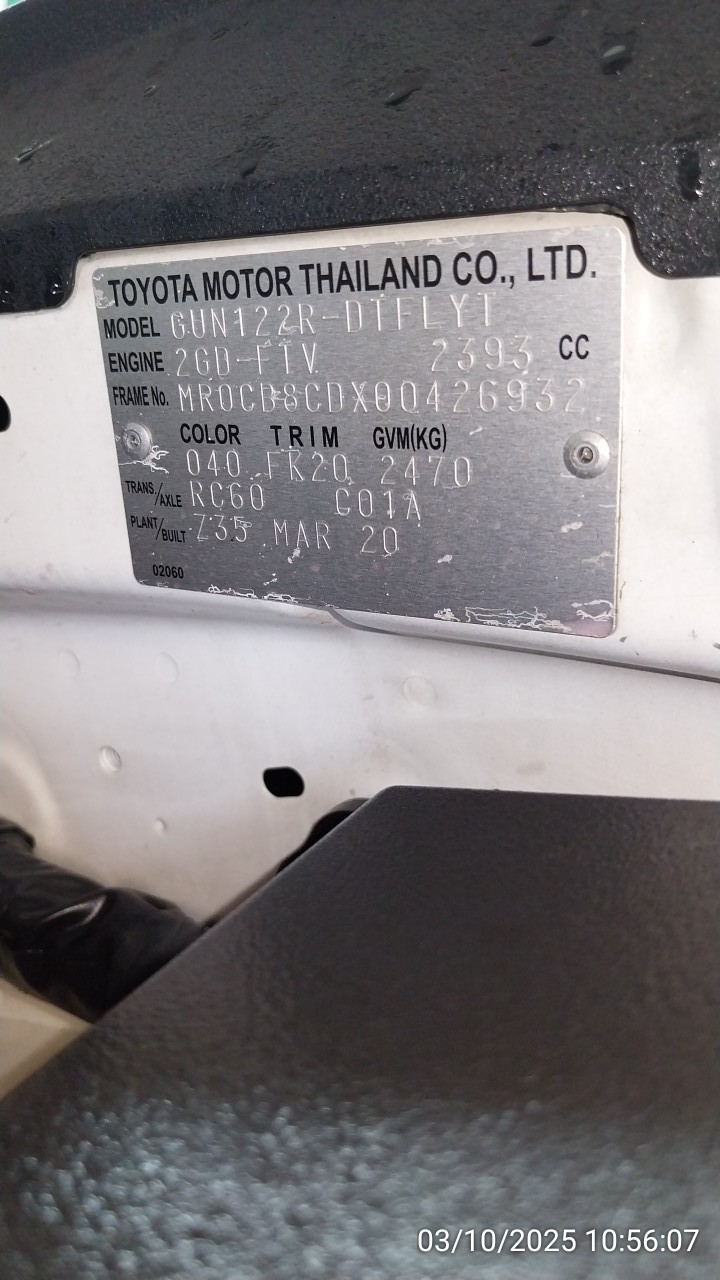 TOYOTA MOTOR THAILAND CO., LTD.
MODEL GUN122R-DTFLYT
ENGINE 2GD-FTV 2393 CC
FRAME No. MR0CB8CDX00426932
COLOR TRIM GVM(KG)
040 FK20 2470
TRANS./AXLE RC60 C01A
PLANT/BUILT Z35 MAR 20
02060
03/10/2025 10:56:07